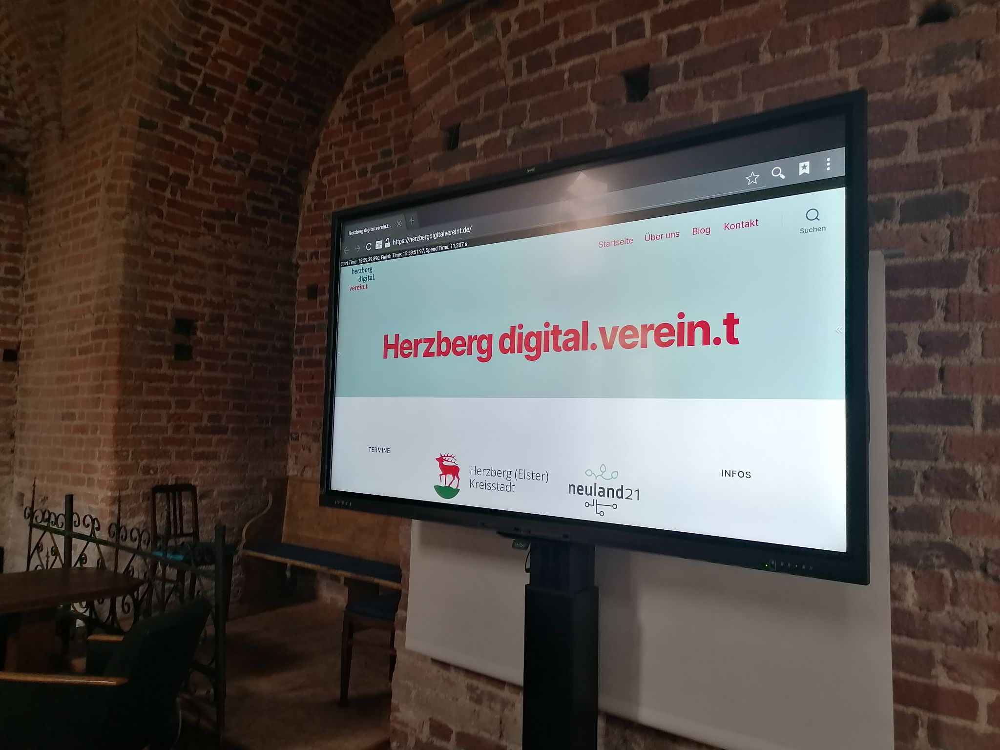 SMART
Herzberg digital.verein.t...
https://herzbergdigitalvereint.de/
Start Time: 15:59:39:890, Finish Time: 15:59:51:97, Spend Time: 11,207 s
herzberg
digital.
verein.t
Startseite
Über uns
Blog
Kontakt
Suchen
Herzberg digital.verein.t
TERMINE
Herzberg (Elster)
Kreisstadt
neuland21
INFOS